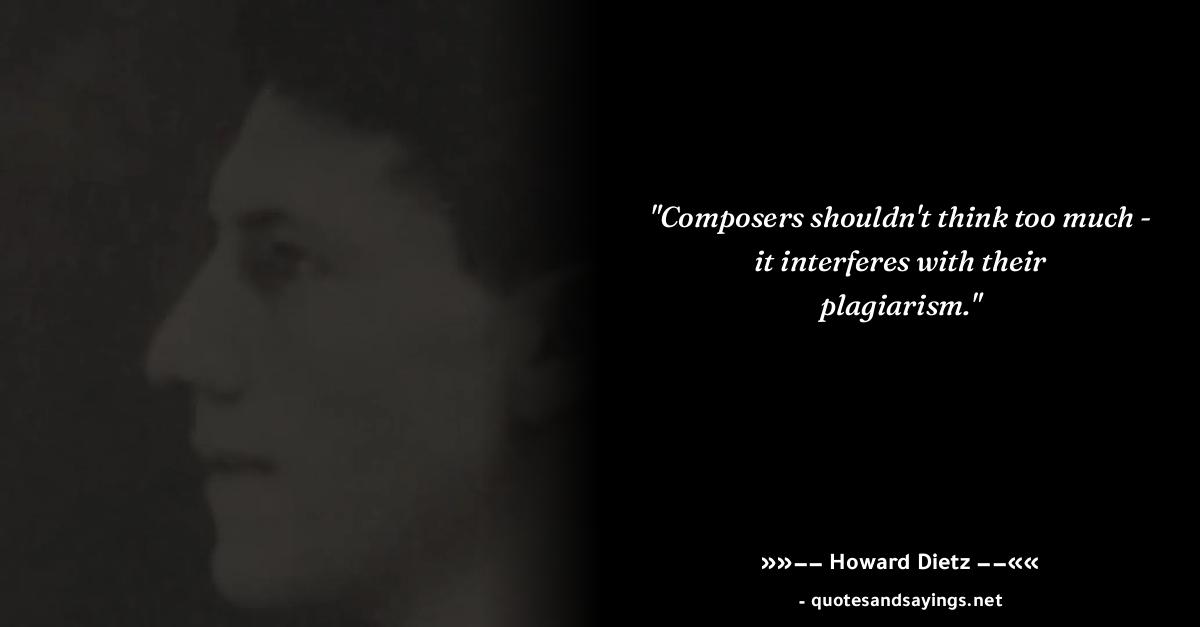 "Composers shouldn't think too much -
it interferes with their
plagiarism."
»»−− Howard Dietz −−««
- quotesandsayings.net